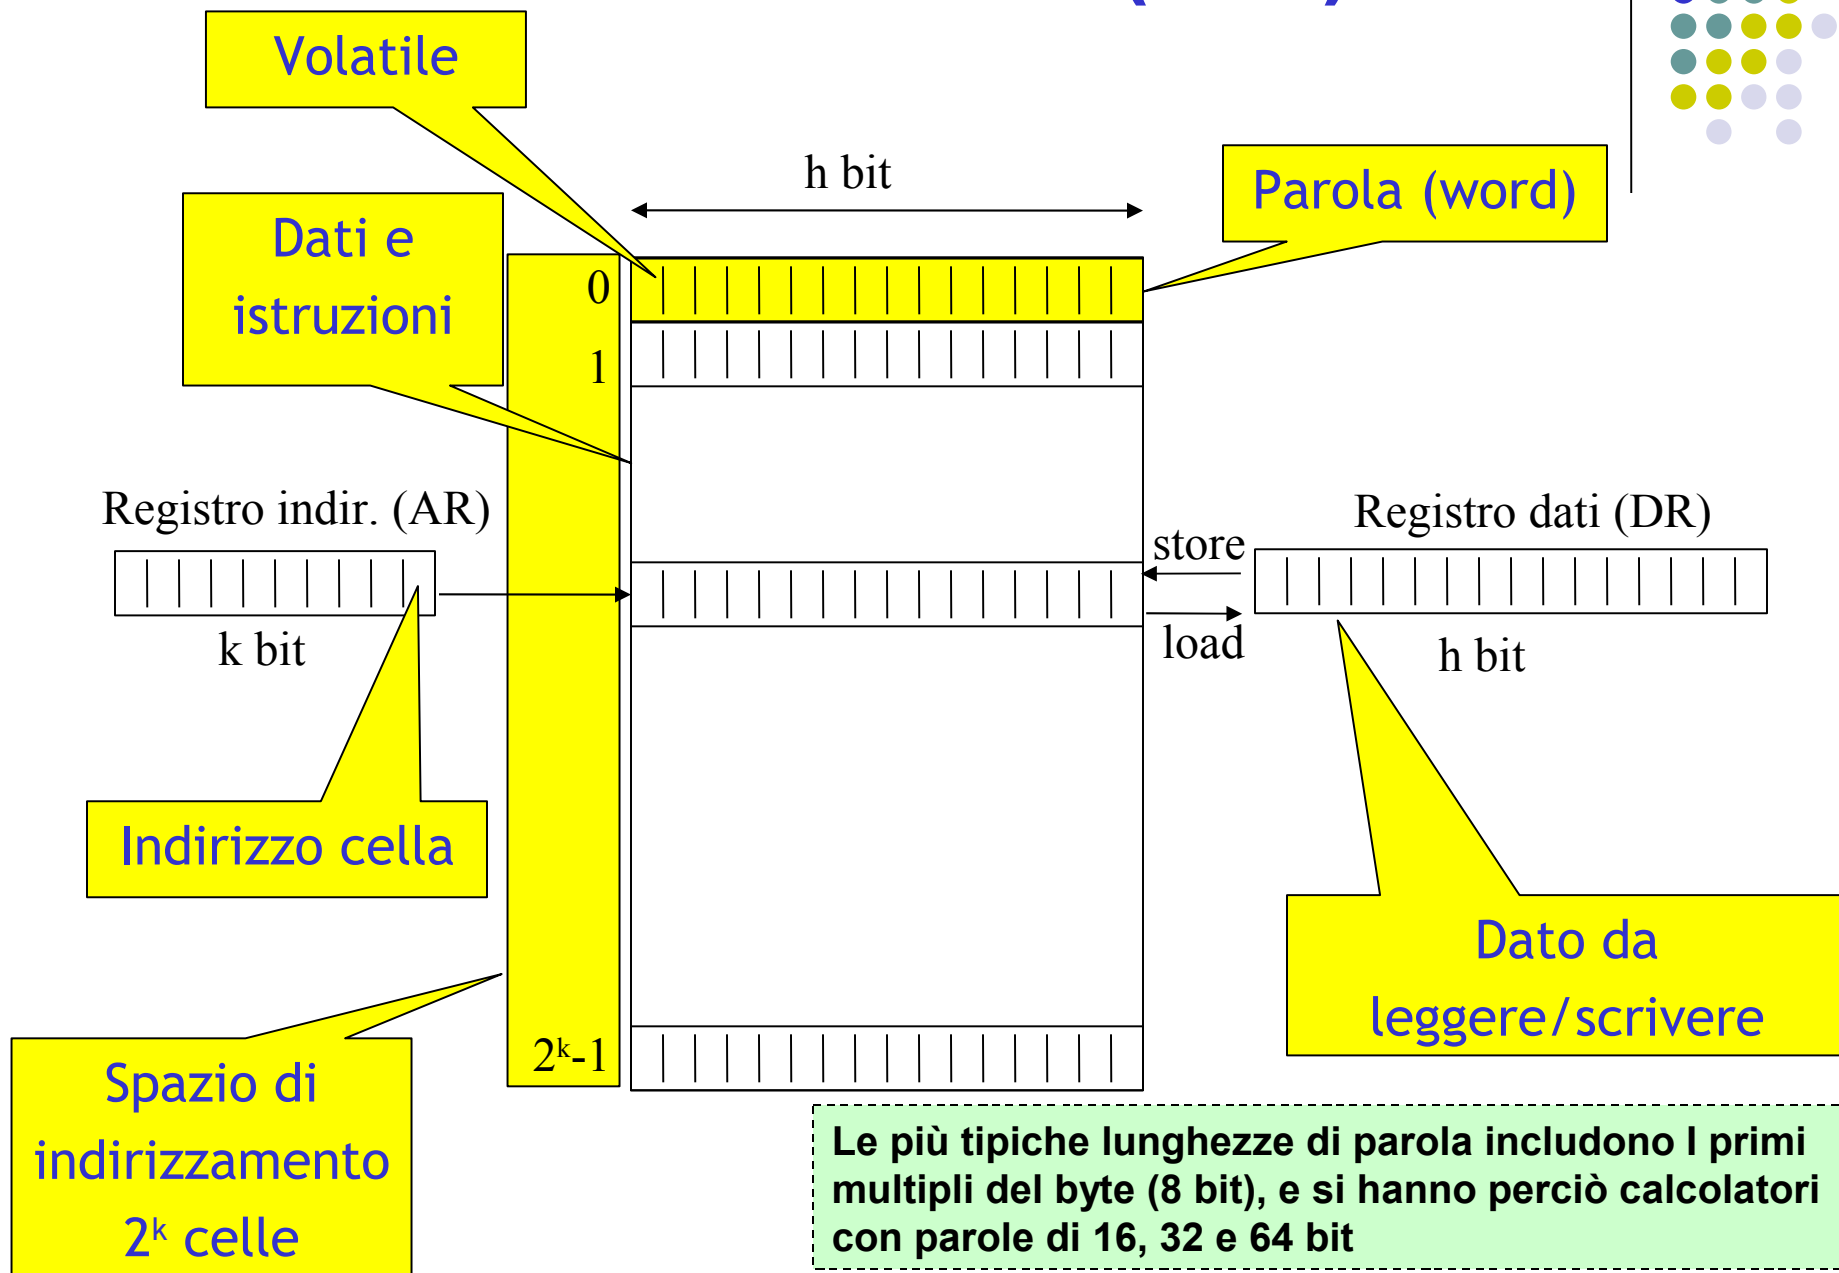 Volatile
h bit
Parola (word)
Dati e
istruzioni
0
1
Registro indir. (AR)
k bit
store
load
Registro dati (DR)
h bit
Indirizzo cella
Dato da
leggere/scrivere
2ᵏ-1
Spazio di
indirizzamento
2ᵏ celle
Le più tipiche lunghezze di parola includono I primi
multipli del byte (8 bit), e si hanno perciò calcolatori
con parole di 16, 32 e 64 bit